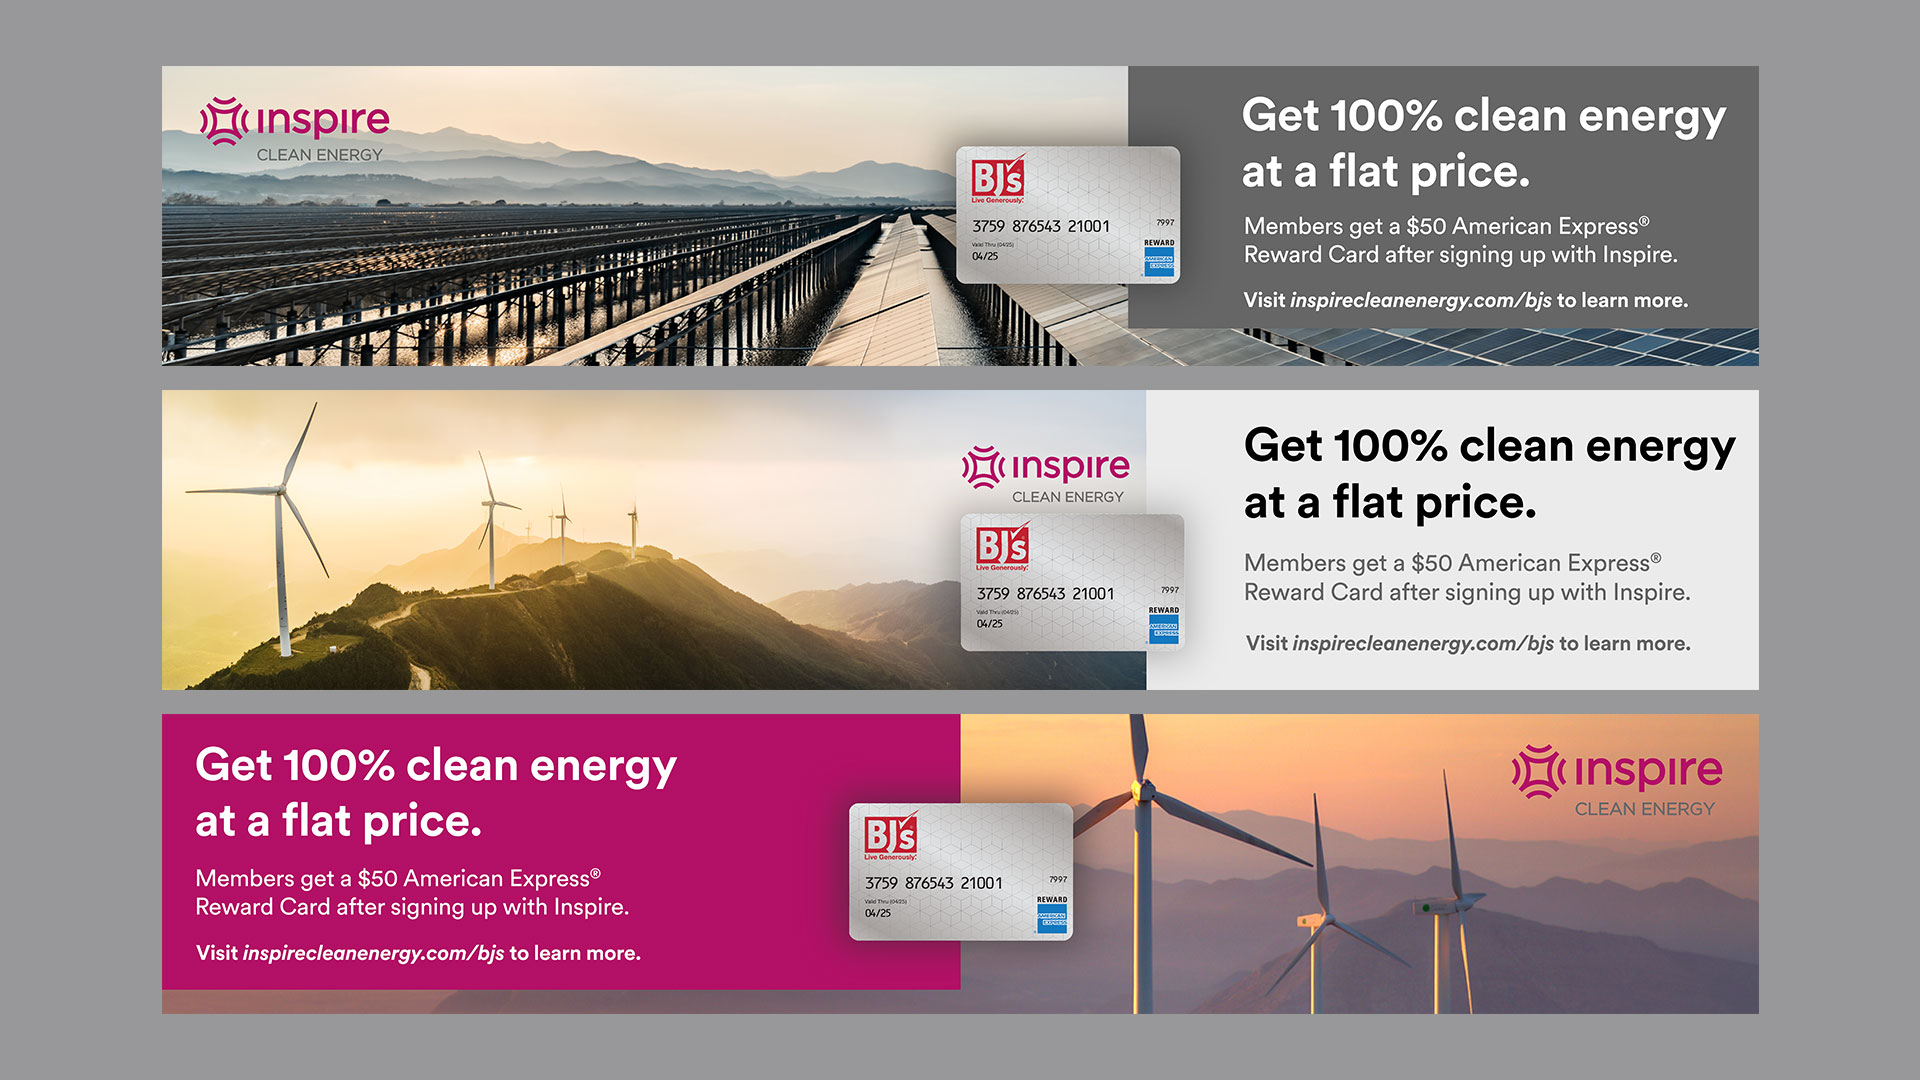 inspire
CLEAN ENERGY
BJ's
Live Generously.
3759 876543 21001
7997
Valid Thru (04/25)
04/25
REWARD
AMERICAN
EXPRESS
Get 100% clean energy
at a flat price.
Members get a $50 American Express®
Reward Card after signing up with Inspire.
Visit inspirecleanenergy.com/bjs to learn more.
inspire
CLEAN ENERGY
BJ's
Live Generously.
3759 876543 21001
7997
Valid Thru (04/25)
04/25
REWARD
AMERICAN
EXPRESS
Get 100% clean energy
at a flat price.
Members get a $50 American Express®
Reward Card after signing up with Inspire.
Visit inspirecleanenergy.com/bjs to learn more.
Get 100% clean energy
at a flat price.
Members get a $50 American Express®
Reward Card after signing up with Inspire.
Visit inspirecleanenergy.com/bjs to learn more.
BJ's
Live Generously.
3759 876543 21001
7997
Valid Thru (04/25)
04/25
REWARD
AMERICAN
EXPRESS
inspire
CLEAN ENERGY